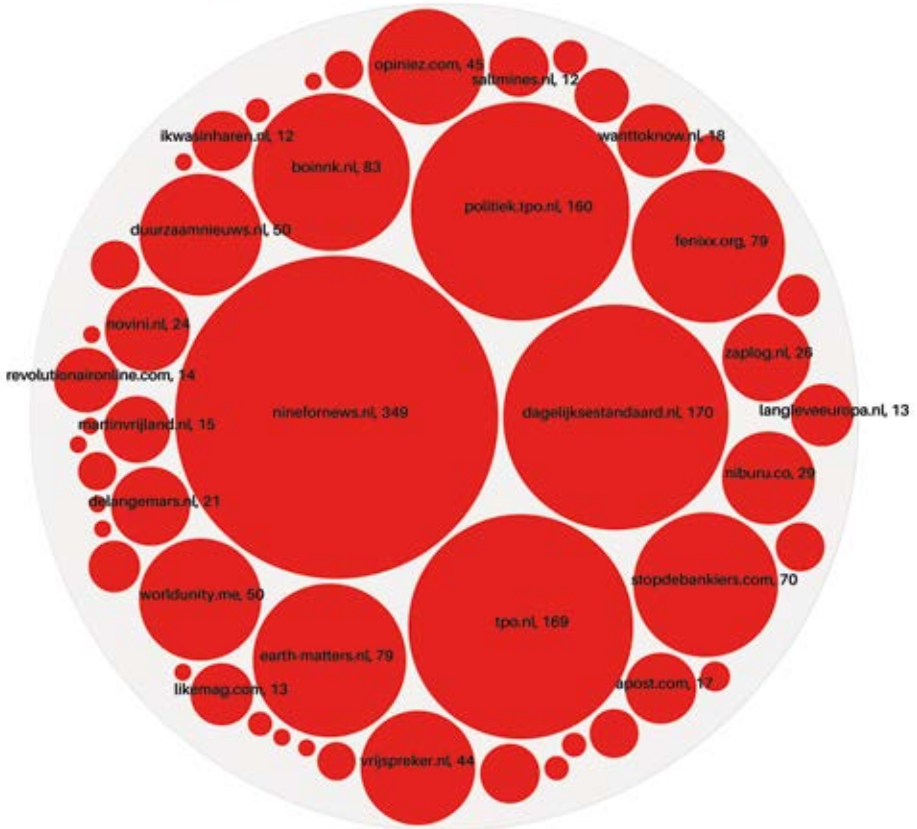 opiniez.com, 45
saltmines.nl, 12
ikwasinharen.nl, 12
wanttoknow.nl, 18
boinnk.nl, 83
politiek.tpo.nl, 160
duurzaamnieuws.nl, 50
fenixx.org, 79
novini.nl, 24
zaplog.nl, 26
revolutionaironline.com, 14
ninefornews.nl, 349
dagelijksestandaard.nl, 170
langleveeuropa.nl, 13
martinvrijland.nl, 15
niburu.co, 29
delangemars.nl, 21
stopdebankiers.com, 70
worldunity.me, 50
tpo.nl, 169
earth-matters.nl, 79
likemag.com, 13
apost.com, 17
vrijspreker.nl, 44